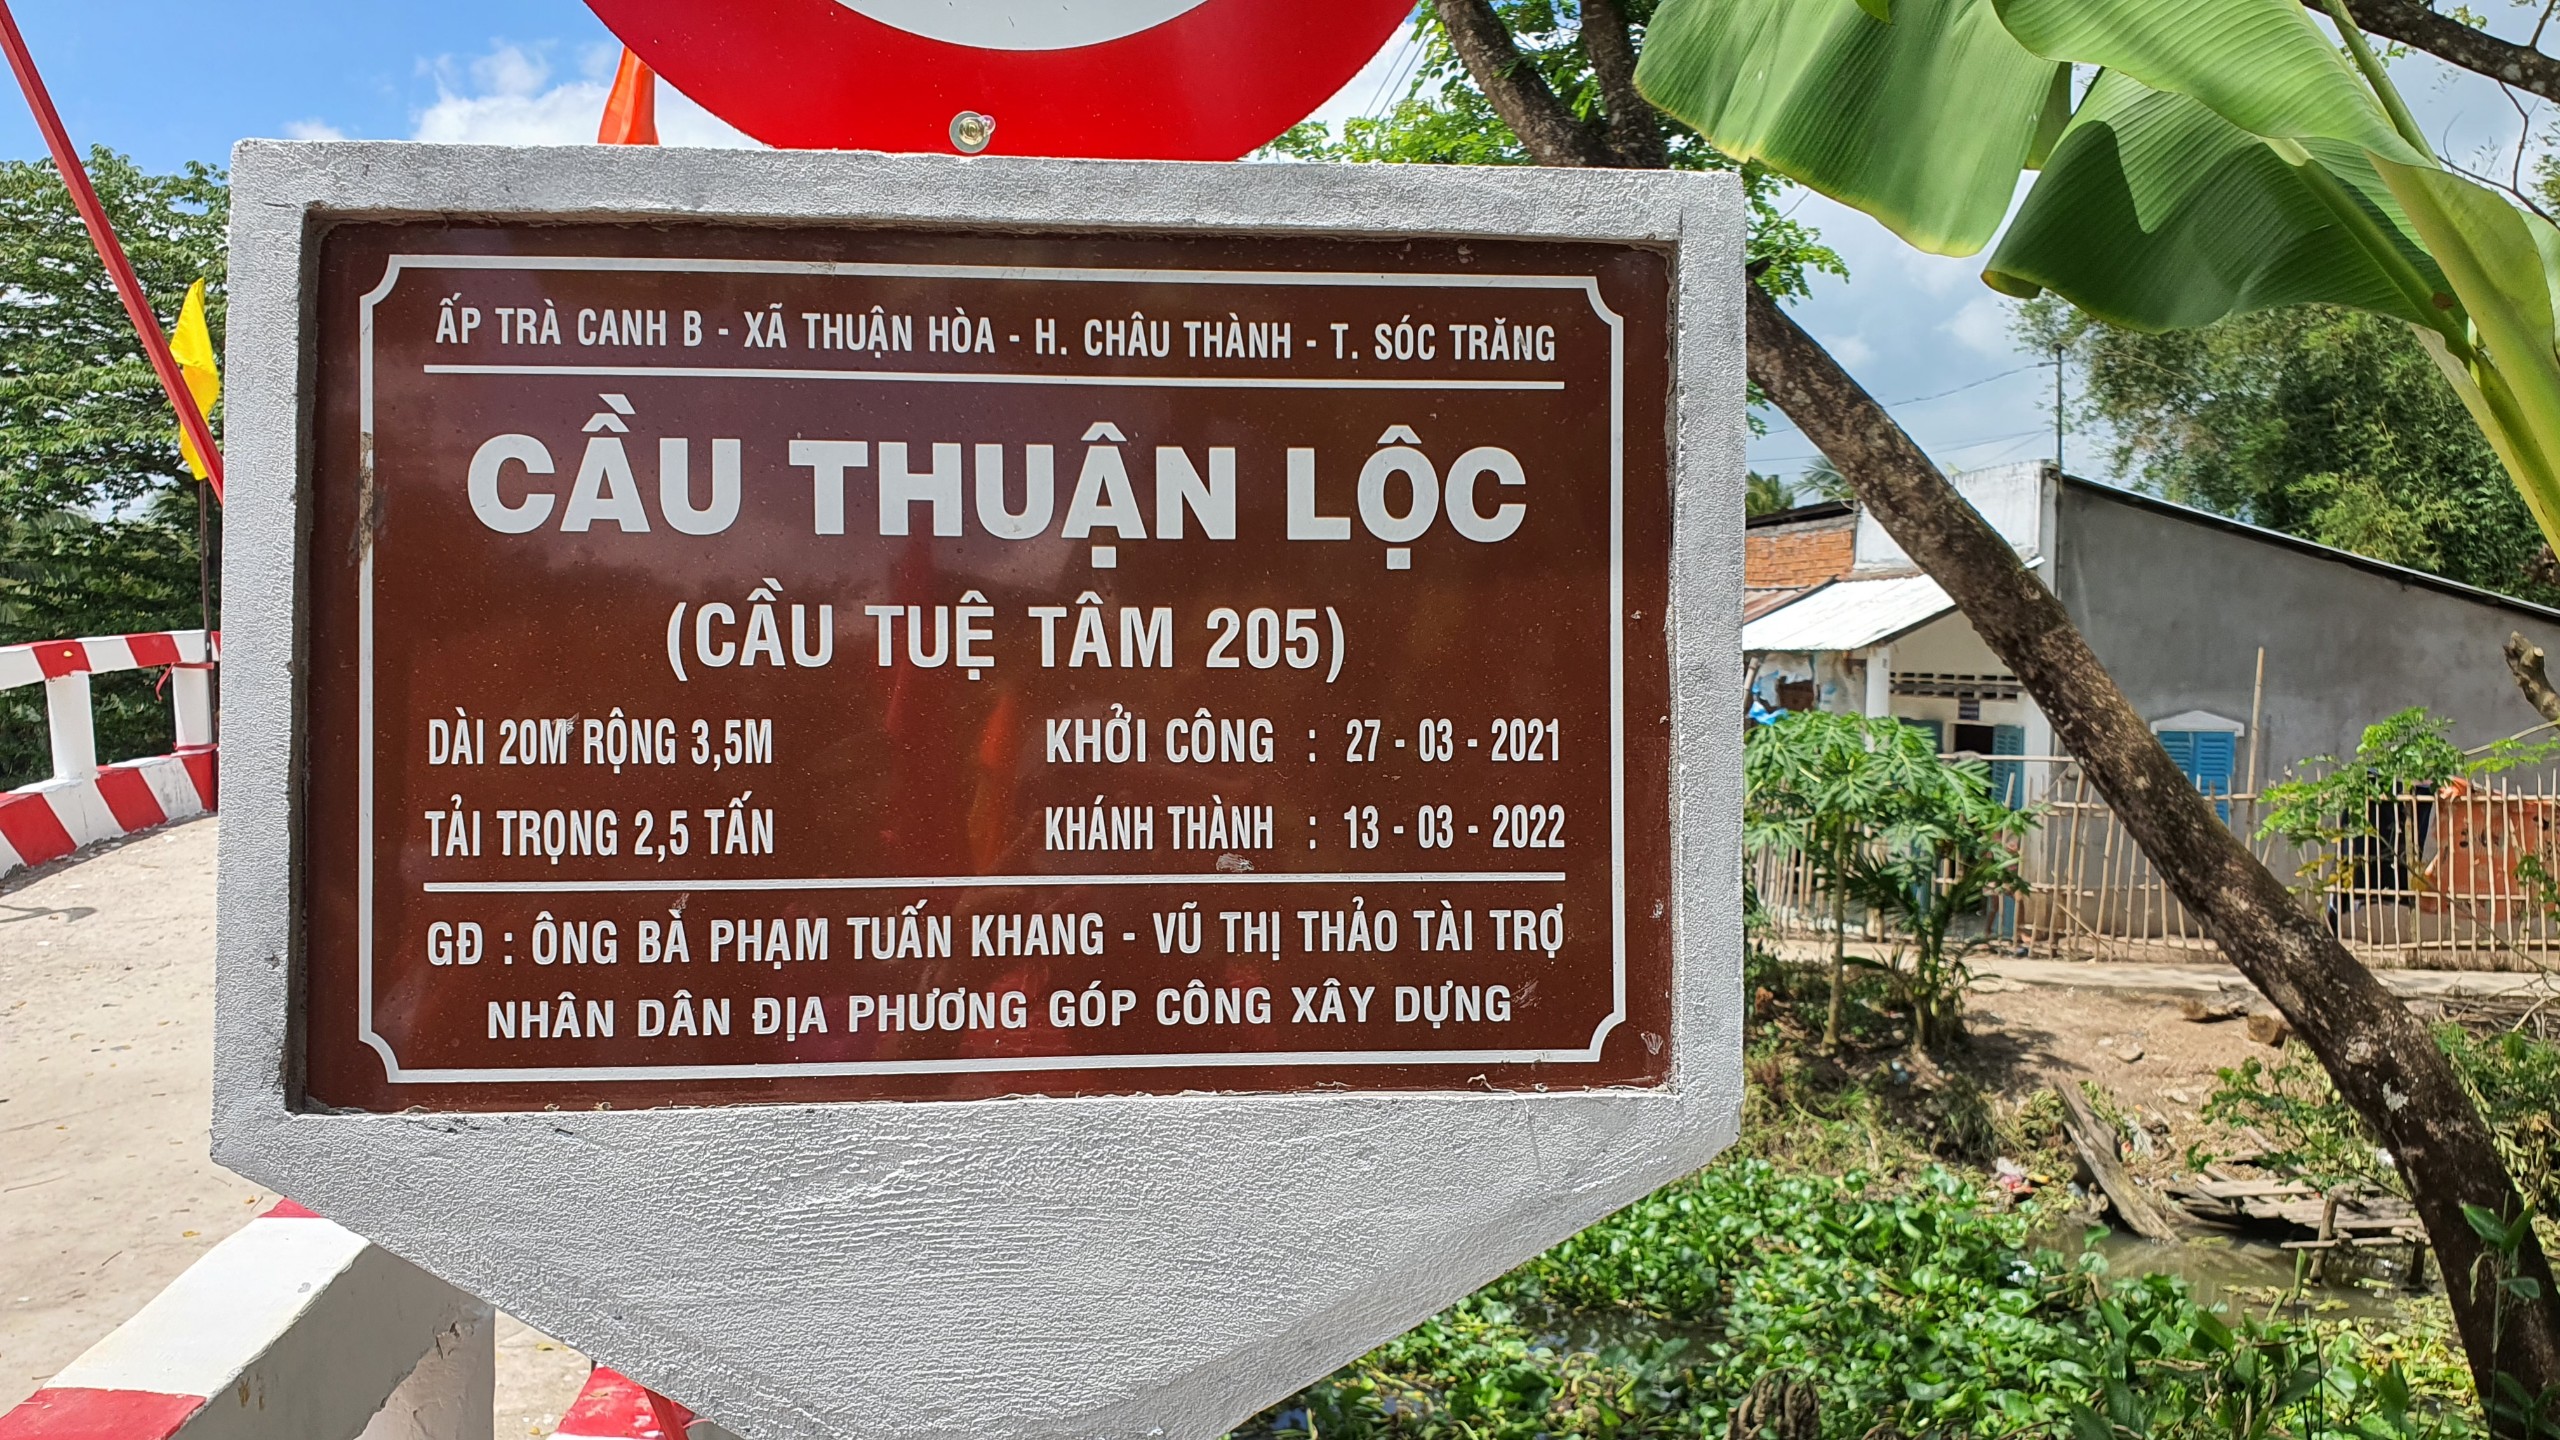 ẤP TRÀ CANH B - XÃ THUẬN HÒA - H. CHÂU THÀNH - T. SÓC TRĂNG
CẦU THUẬN LỘC
(CẦU TUỆ TÂM 205)
DÀI 20M RỘNG 3,5M KHỞI CÔNG : 27 - 03 - 2021
TẢI TRỌNG 2,5 TẤN KHÁNH THÀNH : 13 - 03 - 2022
GĐ : ÔNG BÀ PHẠM TUẤN KHANG - VŨ THỊ THẢO TÀI TRỢ
NHÂN DÂN ĐỊA PHƯƠNG GÓP CÔNG XÂY DỰNG